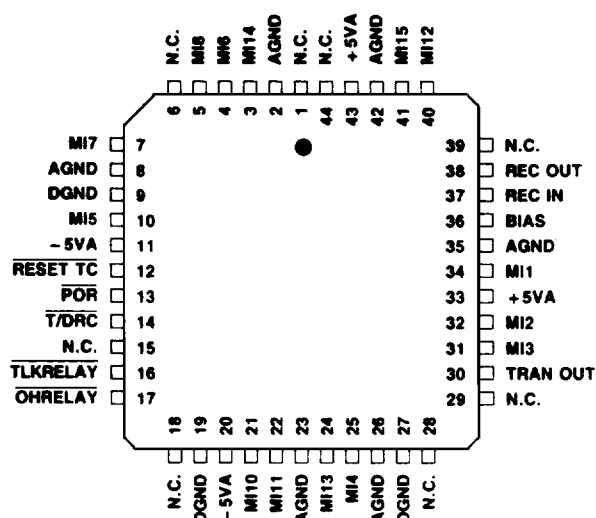 N.C. MI8 MI6 MI14 AGND N.C. N.C. +5VA AGND MI15 MI12
6 5 4 3 2 1 44 43 42 41 40
MI7 7 39 N.C.
AGND 8 38 REC OUT
DGND 9 37 REC IN
MI5 10 36 BIAS
–5VA 11 35 AGND
RESET TC 12 34 MI1
POR 13 33 +5VA
T/DRC 14 32 MI2
N.C. 15 31 MI3
TLKRELAY 16 30 TRAN OUT
OHRELAY 17 29 N.C.
18 19 20 21 22 23 24 25 26 27 28
N.C. DGND –5VA MI10 MI11 AGND MI13 MI4 AGND DGND N.C.